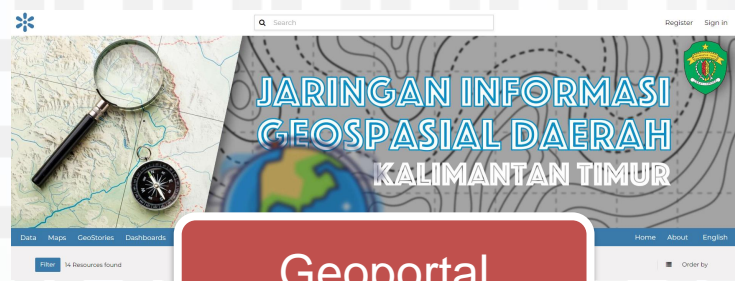 Search
Register Sign in
JARINGAN INFORMASI
GEOSPASIAL DAERAH
KALIMANTAN TIMUR
Data Maps GeoStories Dashboards
Home About English
Filter 14 Resources found
Order by
Geoportal